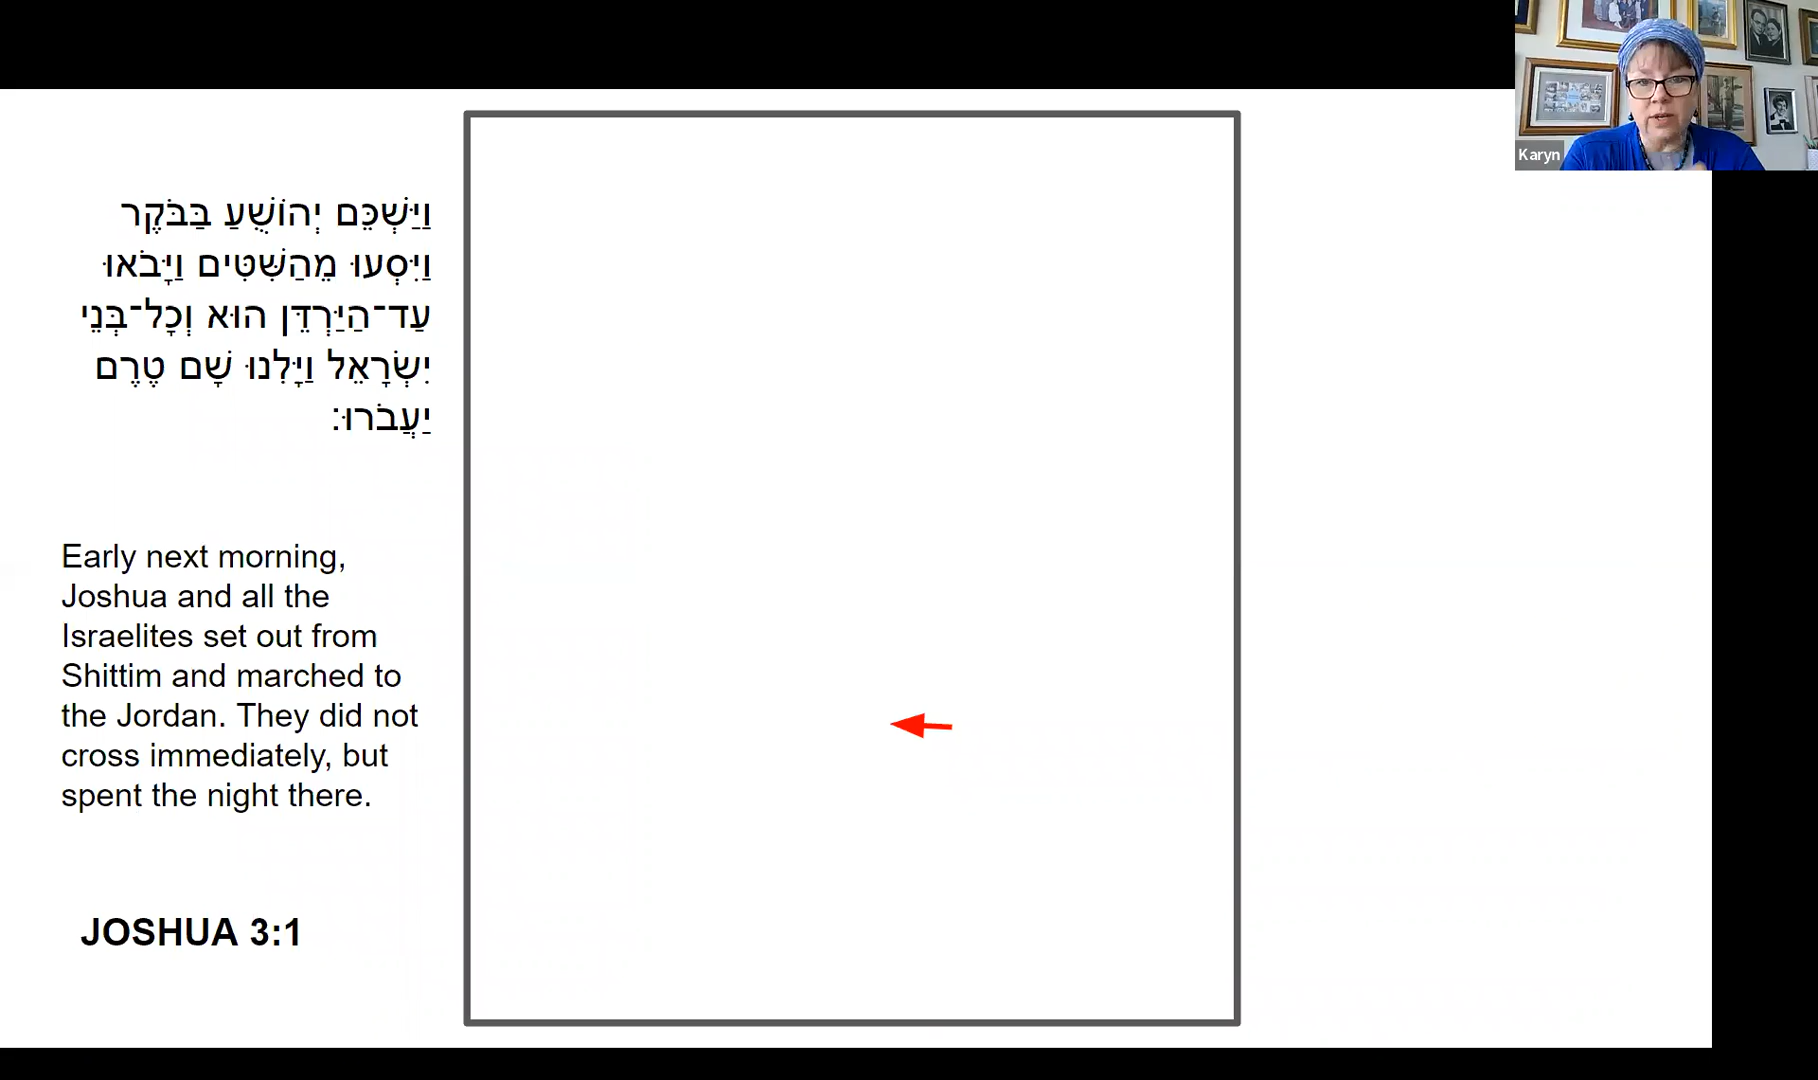 וַיַּשְׁכֵּם יְהוֹשֻׁעַ בַּבֹּקֶר
וַיִּסְעוּ מֵהַשִּׁטִּים וַיָּבֹאוּ
עַד־הַיַּרְדֵּן הוּא וְכׇל־בְּנֵי
יִשְׂרָאֵל וַיָּלִנוּ שָׁם טֶרֶם
יַעֲבֹרוּ׃
Early next morning,
Joshua and all the
Israelites set out from
Shittim and marched to
the Jordan. They did not
cross immediately, but
spent the night there.
JOSHUA 3:1
Karyn